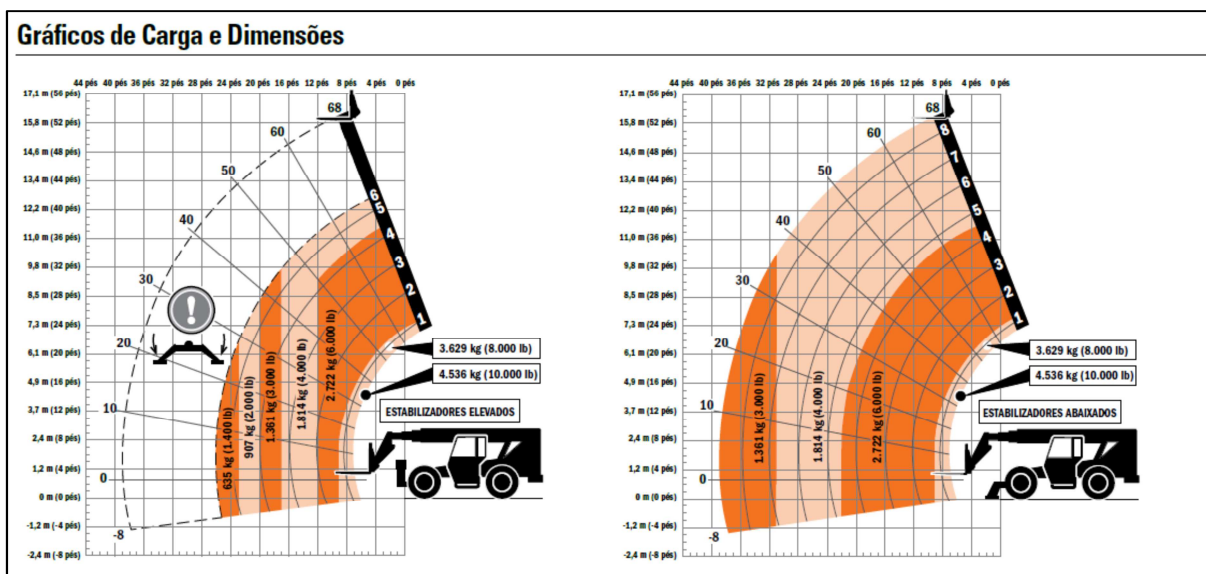 Gráficos de Carga e Dimensões
44 pés 40 pés 36 pés 32 pés 28 pés 24 pés 20 pés 16 pés 12 pés 8 pés 4 pés 0 pés
17,1 m (56 pés)
15,8 m (52 pés)
14,6 m (48 pés)
13,4 m (44 pés)
12,2 m (40 pés)
11,0 m (36 pés)
9,8 m (32 pés)
8,5 m (28 pés)
7,3 m (24 pés)
6,1 m (20 pés)
4,9 m (16 pés)
3,7 m (12 pés)
2,4 m (8 pés)
1,2 m (4 pés)
0 m (0 pés)
-1,2 m (-4 pés)
-2,4 m (-8 pés)
68
60
50
40
30
20
10
0
-8
6
5
4
3
2
1
!
635 kg (1.400 lb)
907 kg (2.000 lb)
1.361 kg (3.000 lb)
1.814 kg (4.000 lb)
2.722 kg (6.000 lb)
3.629 kg (8.000 lb)
4.536 kg (10.000 lb)
ESTABILIZADORES ELEVADOS
44 pés 40 pés 36 pés 32 pés 28 pés 24 pés 20 pés 16 pés 12 pés 8 pés 4 pés 0 pés
17,1 m (56 pés)
15,8 m (52 pés)
14,6 m (48 pés)
13,4 m (44 pés)
12,2 m (40 pés)
11,0 m (36 pés)
9,8 m (32 pés)
8,5 m (28 pés)
7,3 m (24 pés)
6,1 m (20 pés)
4,9 m (16 pés)
3,7 m (12 pés)
2,4 m (8 pés)
1,2 m (4 pés)
0 m (0 pés)
-1,2 m (-4 pés)
-2,4 m (-8 pés)
68
60
50
40
30
20
10
0
-8
8
7
6
5
4
3
2
1
1.361 kg (3.000 lb)
1.814 kg (4.000 lb)
2.722 kg (6.000 lb)
3.629 kg (8.000 lb)
4.536 kg (10.000 lb)
ESTABILIZADORES ABAIXADOS